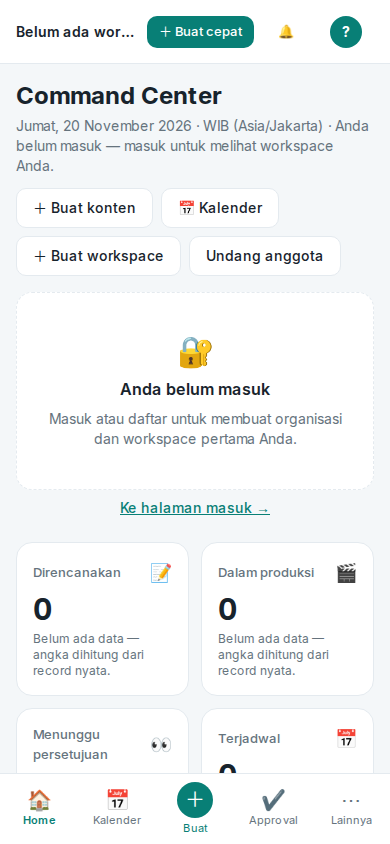 Belum ada wor...
+ Buat cepat
?
Command Center
Jumat, 20 November 2026 · WIB (Asia/Jakarta) · Anda
belum masuk — masuk untuk melihat workspace
Anda.
+ Buat konten
Kalender
+ Buat workspace
Undang anggota
Anda belum masuk
Masuk atau daftar untuk membuat organisasi
dan workspace pertama Anda.
Ke halaman masuk →
Direncanakan
0
Belum ada data —
angka dihitung dari
record nyata.
Dalam produksi
0
Belum ada data —
angka dihitung dari
record nyata.
Menunggu
persetujuan
Terjadwal
0
Home
Kalender
+
Buat
Approval
Lainnya